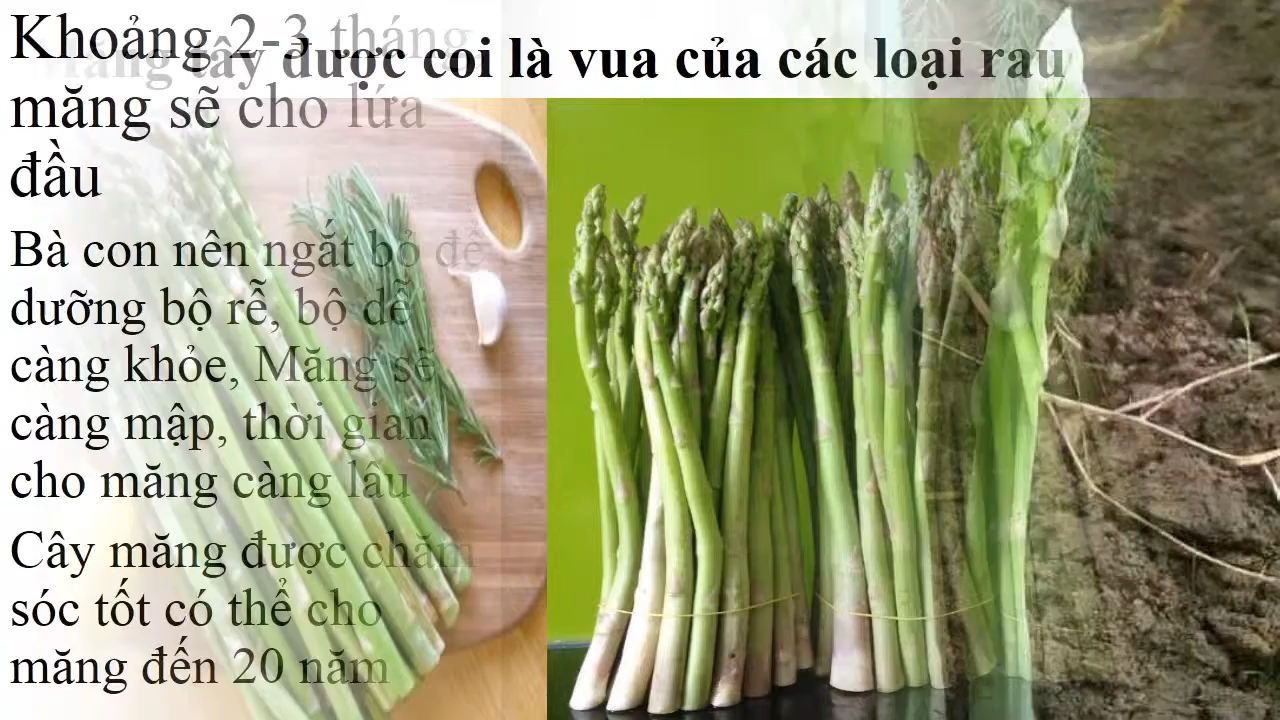 Khoảng 2-3 tháng
măng sẽ cho lứa
đầu
Măng tây được coi là vua của các loại rau
Bà con nên ngắt bỏ để
dưỡng bộ rễ, bộ dễ
càng khỏe, Măng sẽ
càng mập, thời gian
cho măng càng lấu
Cây măng được chăm
sóc tốt có thể cho
măng đến 20 năm